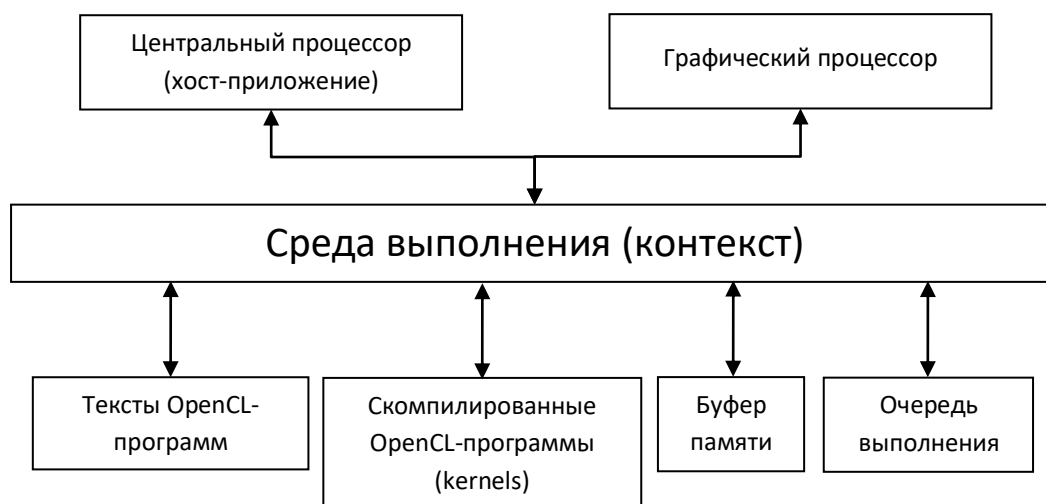 Центральный процессор
(хост-приложение)
Графический процессор
Среда выполнения (контекст)
Тексты OpenCL-
программ
Скомпилированные
OpenCL-программы
(kernels)
Буфер
памяти
Очередь
выполнения